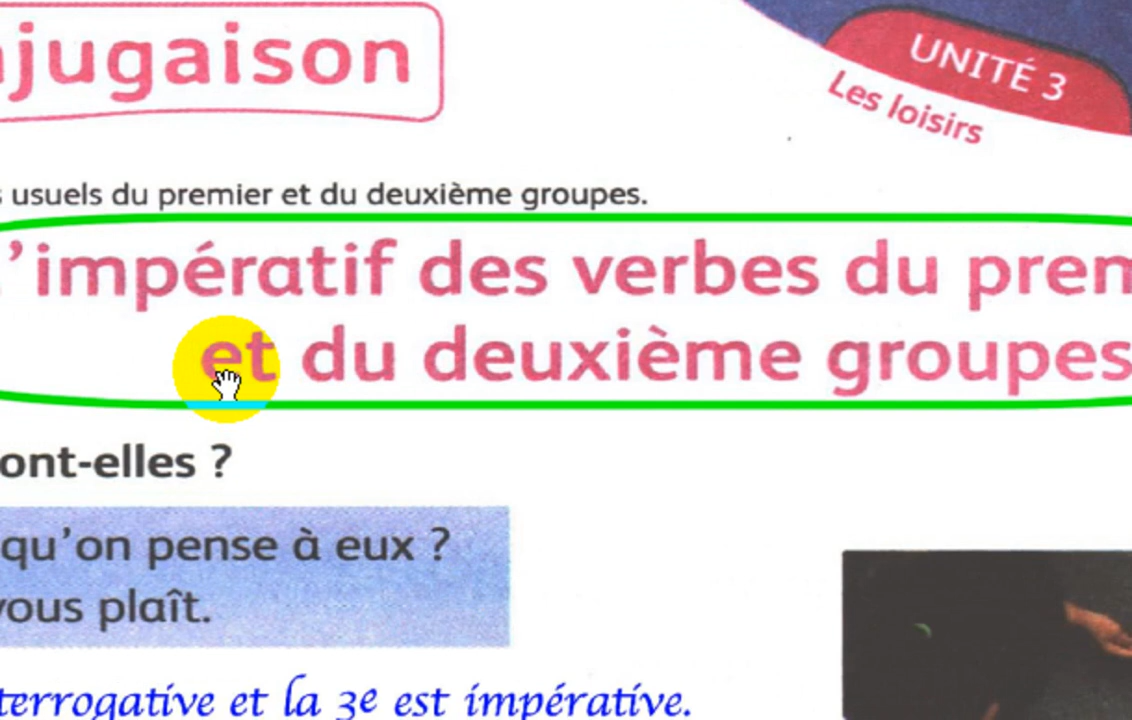 njugaison
UNITÉ 3
Les loisirs
s usuels du premier et du deuxième groupes.
L'impératif des verbes du prem
et du deuxième groupes
ont-elles ?
qu'on pense à eux ?
vous plaît.
terrogative et la 3e est impérative.